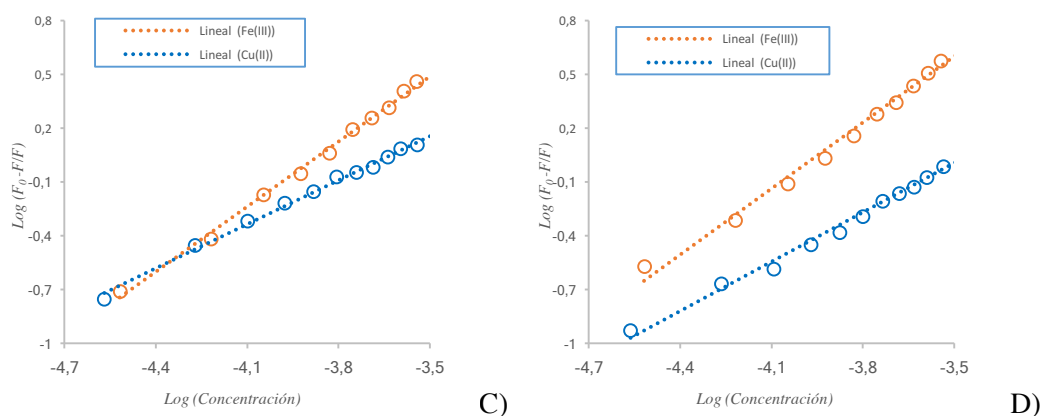 0,8
Lineal (Fe(III))
Lineal (Cu(II))
0,5
0,2
-0,1
-0,4
-0,7
-1
Log (F₀-F/F)
-4,7 -4,4 -4,1 -3,8 -3,5
Log (Concentración)
C)
0,8
Lineal (Fe(III))
Lineal (Cu(II))
0,5
0,2
-0,1
-0,4
-0,7
-1
Log (F₀-F/F)
-4,7 -4,4 -4,1 -3,8 -3,5
Log (Concentración)
D)